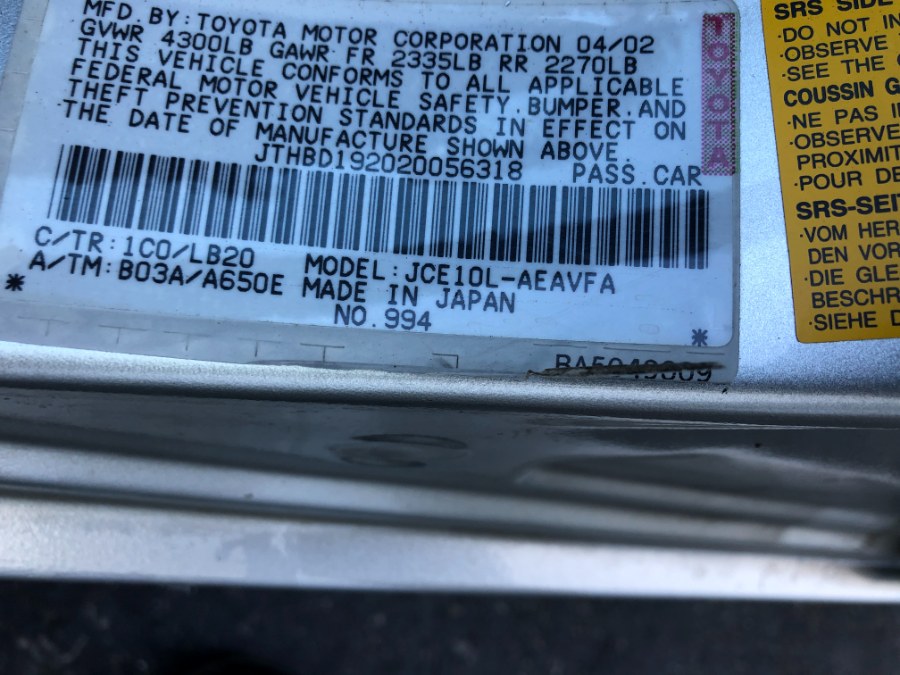 MFD. BY: TOYOTA MOTOR CORPORATION 04/02
GVWR 4300LB GAWR FR 2335LB RR 2270LB
THIS VEHICLE CONFORMS TO ALL APPLICABLE
FEDERAL MOTOR VEHICLE SAFETY, BUMPER, AND
THEFT PREVENTION STANDARDS IN EFFECT ON
THE DATE OF MANUFACTURE SHOWN ABOVE.
JTHBD192020056318 PASS. CAR
C/TR: 1C0/LB20 MODEL: JCE10L-AEAVFA
A/TM: B03A/A650E MADE IN JAPAN
* NO. 994 *
TOYOTA
SRS SIDE
·DO NOT IN
·OBSERVE
·SEE THE
COUSSIN G
·NE PAS
·OBSERVE
PROXIMIT
·POUR DE
SRS-SEIT
·VOM HER
DEN VOR
·DIE GLE
BESCHR
·SIEHE D